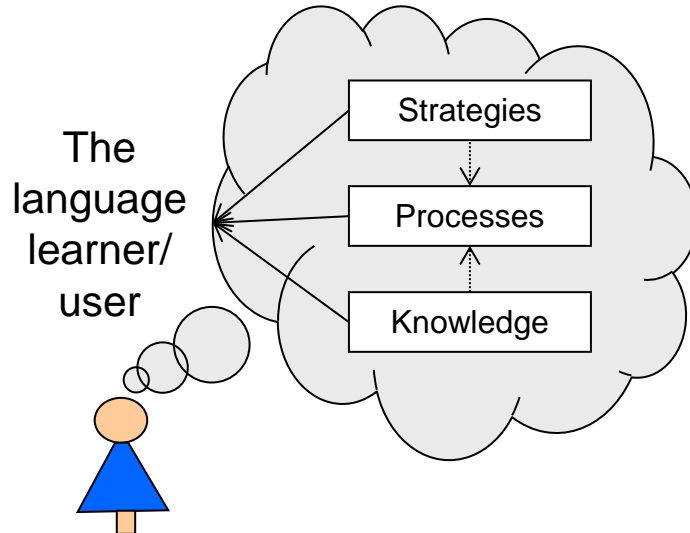 The
language
learner/
user
Strategies
Processes
Knowledge